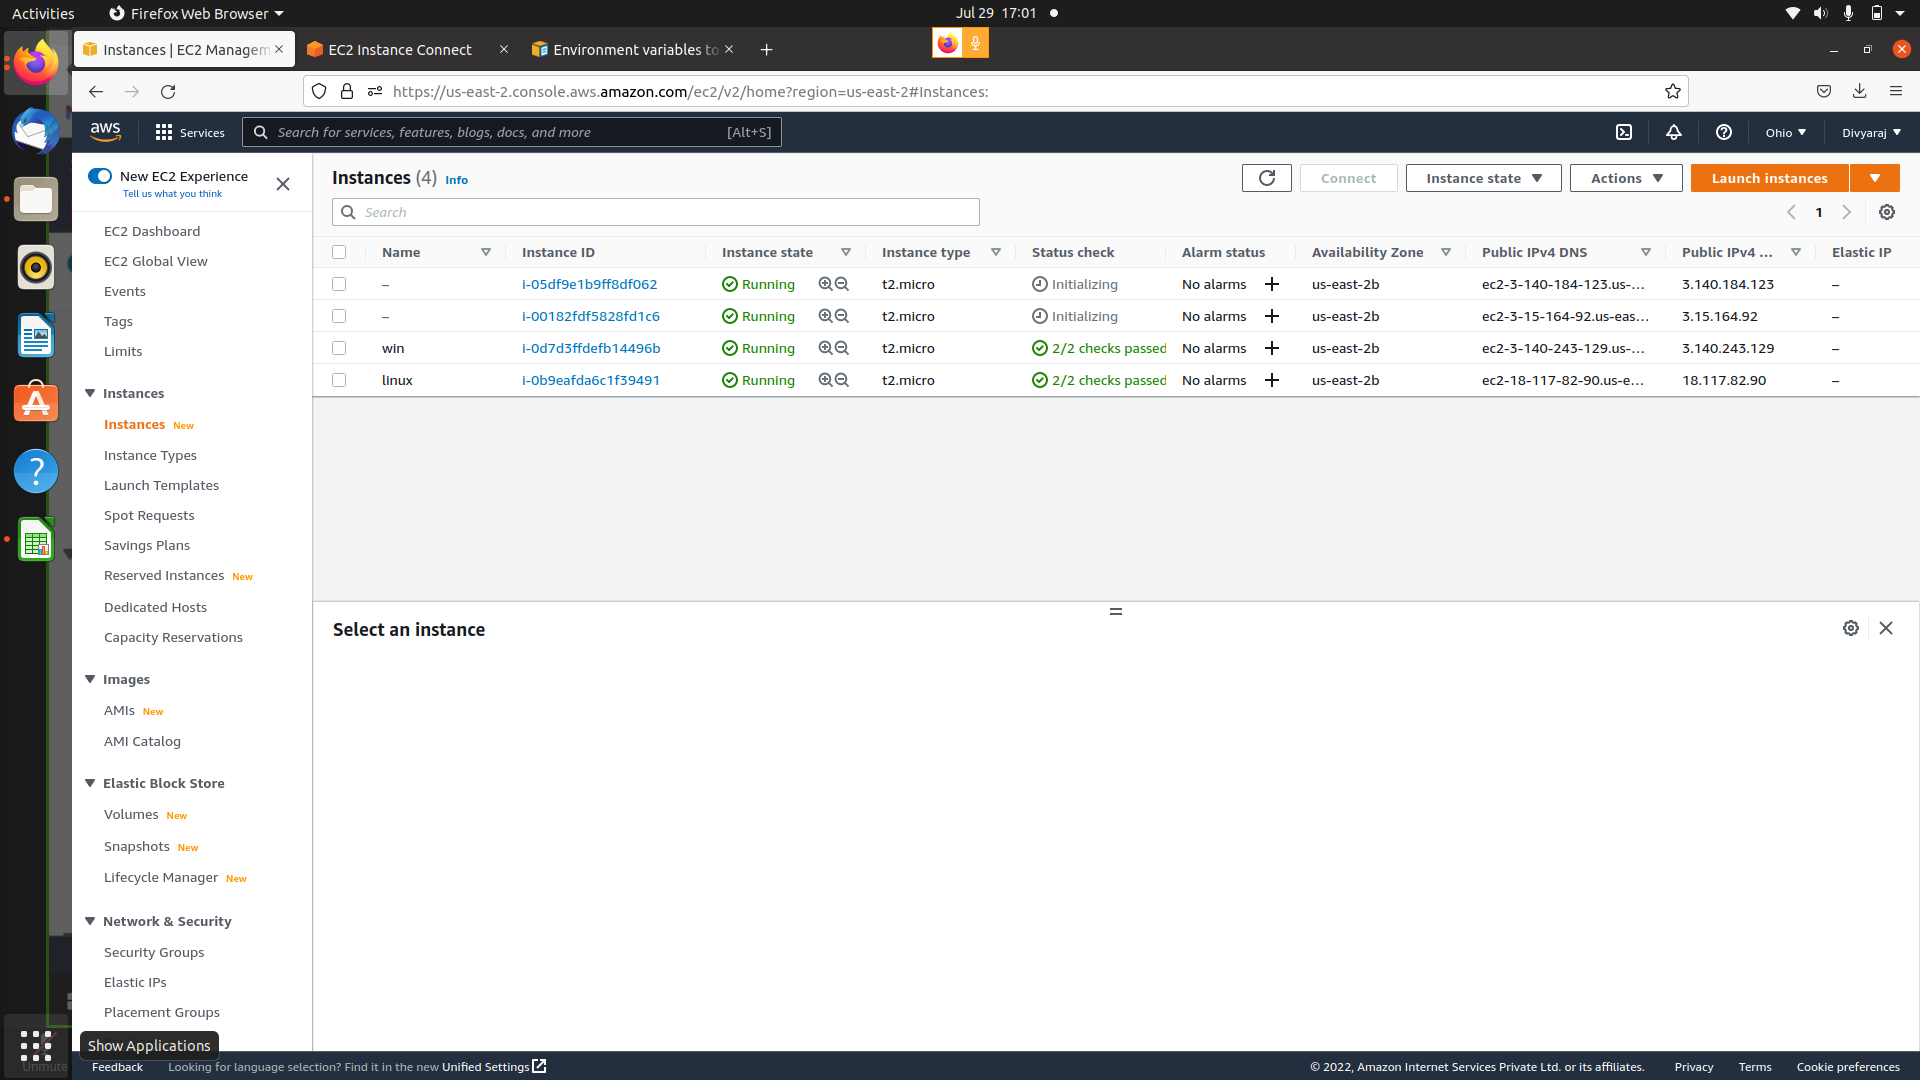 Activities Firefox Web Browser Jul 29 17:01
Instances | EC2 Managem EC2 Instance Connect Environment variables to
https://us-east-2.console.aws.amazon.com/ec2/v2/home?region=us-east-2#Instances:
aws Services Search for services, features, blogs, docs, and more [Alt+S] Ohio Divyaraj
New EC2 Experience
Tell us what you think
EC2 Dashboard
EC2 Global View
Events
Tags
Limits
Instances
Instances New
Instance Types
Launch Templates
Spot Requests
Savings Plans
Reserved Instances New
Dedicated Hosts
Capacity Reservations
Images
AMIs New
AMI Catalog
Elastic Block Store
Volumes New
Snapshots New
Lifecycle Manager New
Network & Security
Security Groups
Elastic IPs
Placement Groups
Show Applications
Instances (4) Info Connect Instance state Actions Launch instances
Search 1
Name Instance ID Instance state Instance type Status check Alarm status Availability Zone Public IPv4 DNS Public IPv4 ... Elastic IP
– i-05df9e1b9ff8df062 Running t2.micro Initializing No alarms us-east-2b ec2-3-140-184-123.us-... 3.140.184.123 –
– i-00182fdf5828fd1c6 Running t2.micro Initializing No alarms us-east-2b ec2-3-15-164-92.us-eas... 3.15.164.92 –
win i-0d7d3ffdefb14496b Running t2.micro 2/2 checks passed No alarms us-east-2b ec2-3-140-243-129.us-... 3.140.243.129 –
linux i-0b9eafda6c1f39491 Running t2.micro 2/2 checks passed No alarms us-east-2b ec2-18-117-82-90.us-e... 18.117.82.90 –
Select an instance
Unmute Feedback Looking for language selection? Find it in the new Unified Settings © 2022, Amazon Internet Services Private Ltd. or its affiliates. Privacy Terms Cookie preferences